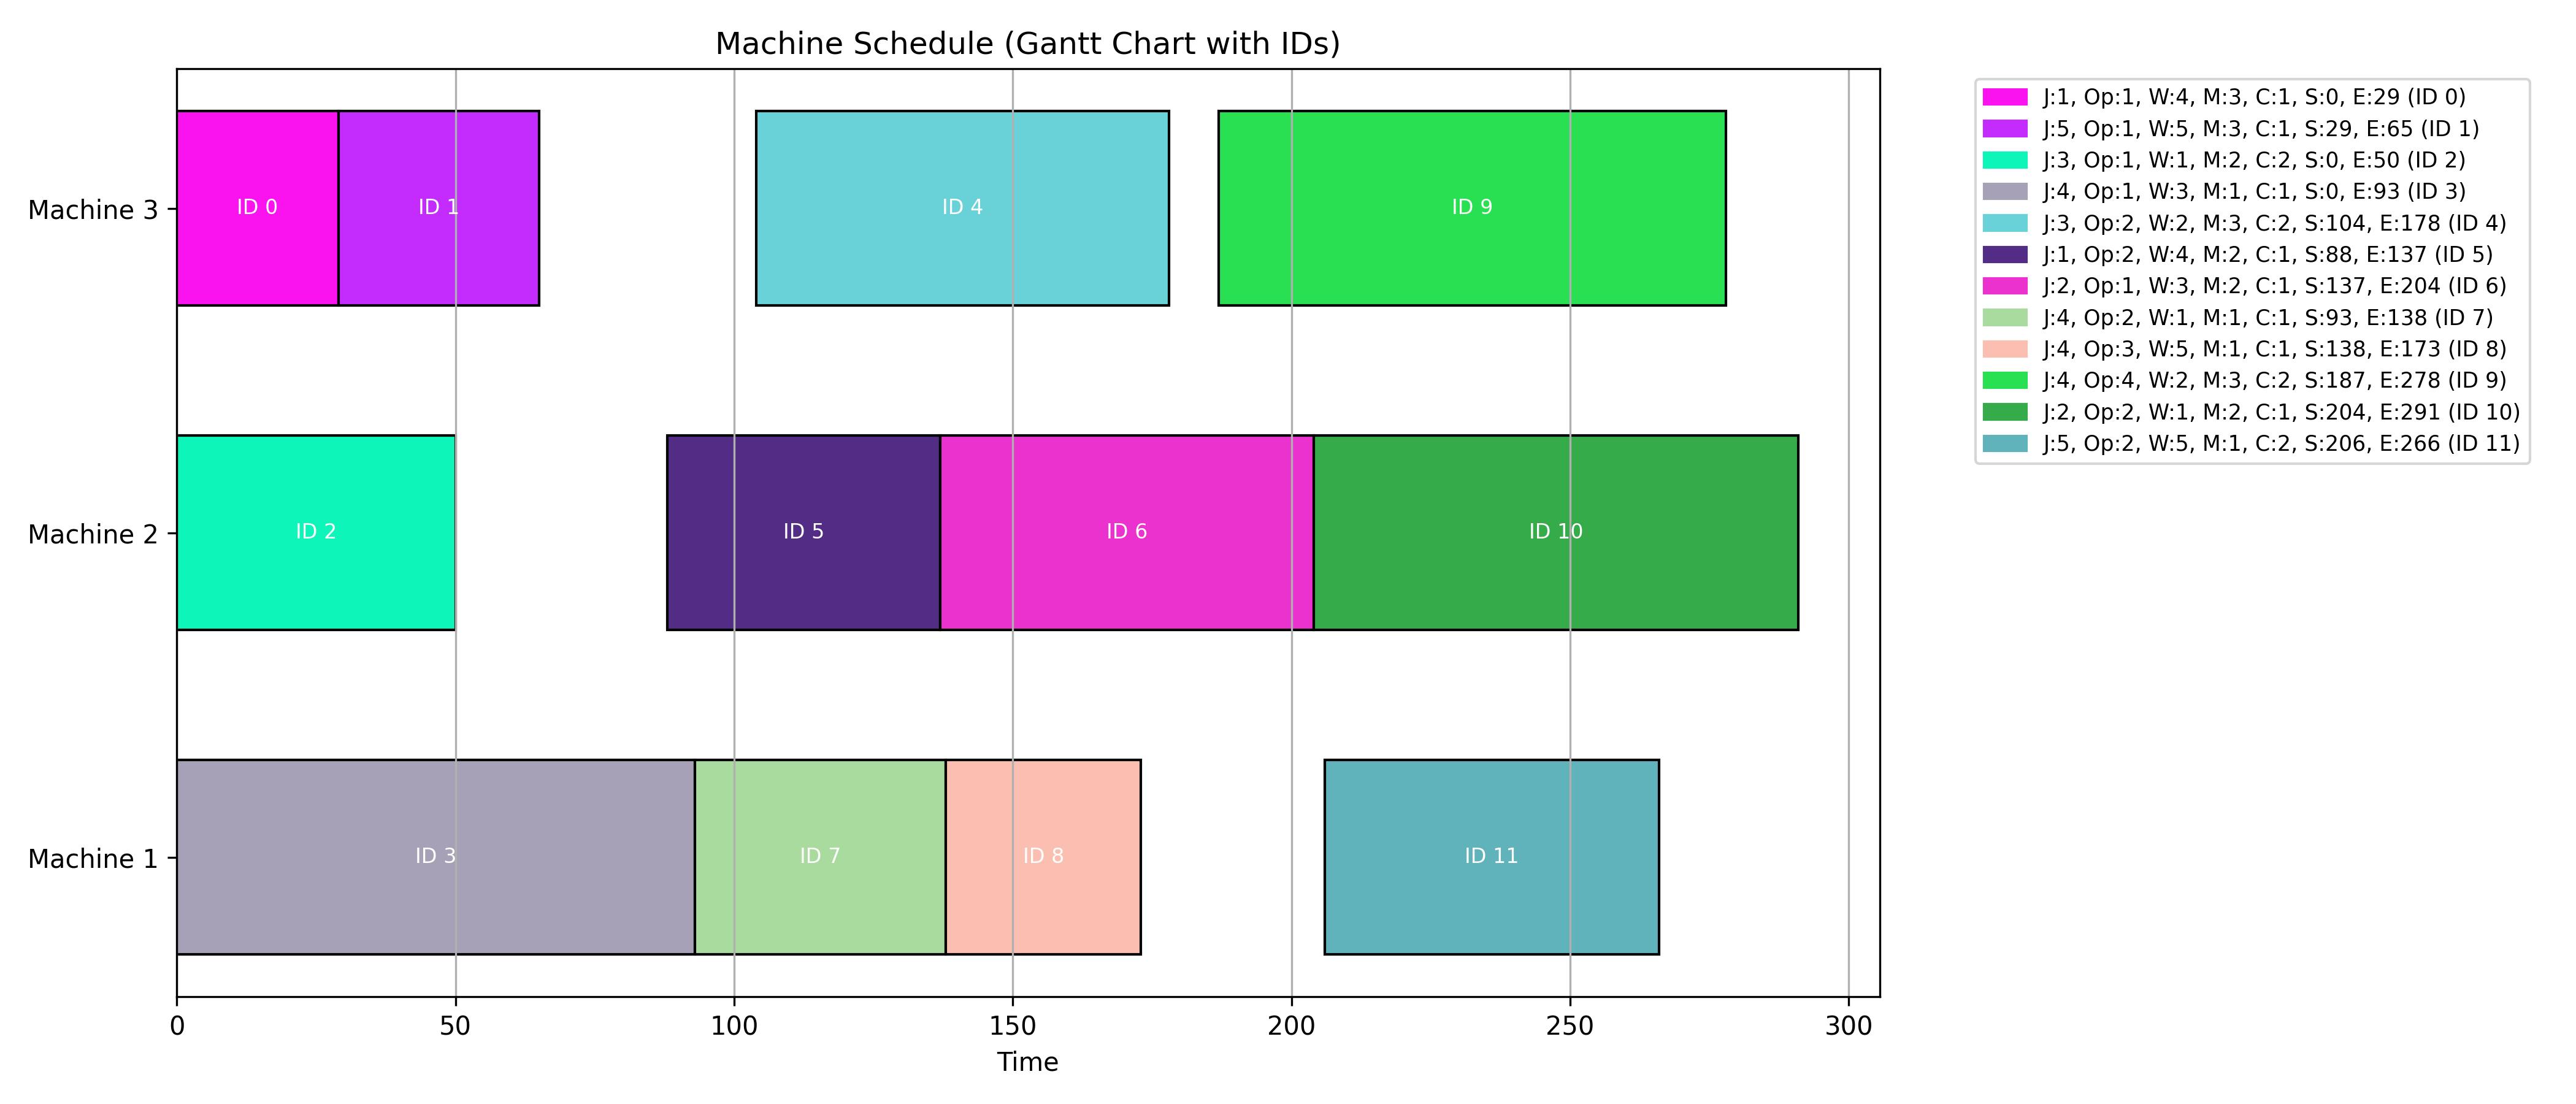 Machine Schedule (Gantt Chart with IDs)
Machine 3
ID 0
ID 1
ID 4
ID 9
Machine 2
ID 2
ID 5
ID 6
ID 10
Machine 1
ID 3
ID 7
ID 8
ID 11
0 50 100 150 200 250 300
Time
J:1, Op:1, W:4, M:3, C:1, S:0, E:29 (ID 0)
J:5, Op:1, W:5, M:3, C:1, S:29, E:65 (ID 1)
J:3, Op:1, W:1, M:2, C:2, S:0, E:50 (ID 2)
J:4, Op:1, W:3, M:1, C:1, S:0, E:93 (ID 3)
J:3, Op:2, W:2, M:3, C:2, S:104, E:178 (ID 4)
J:1, Op:2, W:4, M:2, C:1, S:88, E:137 (ID 5)
J:2, Op:1, W:3, M:2, C:1, S:137, E:204 (ID 6)
J:4, Op:2, W:1, M:1, C:1, S:93, E:138 (ID 7)
J:4, Op:3, W:5, M:1, C:1, S:138, E:173 (ID 8)
J:4, Op:4, W:2, M:3, C:2, S:187, E:278 (ID 9)
J:2, Op:2, W:1, M:2, C:1, S:204, E:291 (ID 10)
J:5, Op:2, W:5, M:1, C:2, S:206, E:266 (ID 11)